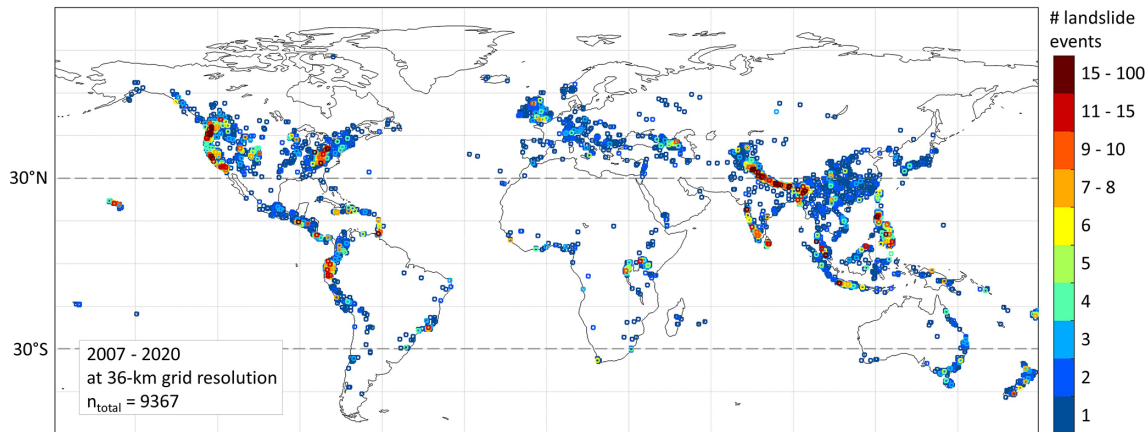 # landslide
events
15 - 100
11 - 15
9 - 10
7 - 8
6
5
4
3
2
1
30°N
30°S
2007 - 2020
at 36-km grid resolution
n_total = 9367